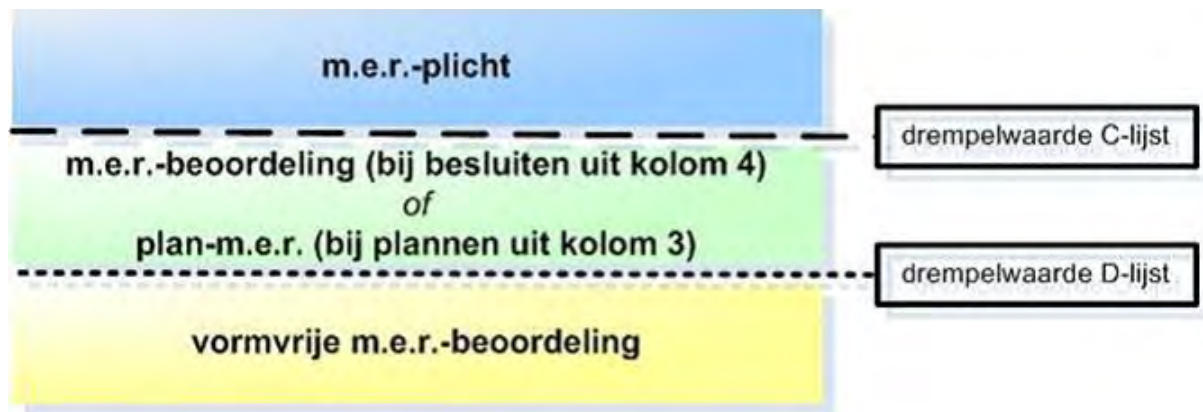 m.e.r.-plicht
drempelwaarde C-lijst
m.e.r.-beoordeling (bij besluiten uit kolom 4)
of
plan-m.e.r. (bij plannen uit kolom 3)
drempelwaarde D-lijst
vormvrije m.e.r.-beoordeling